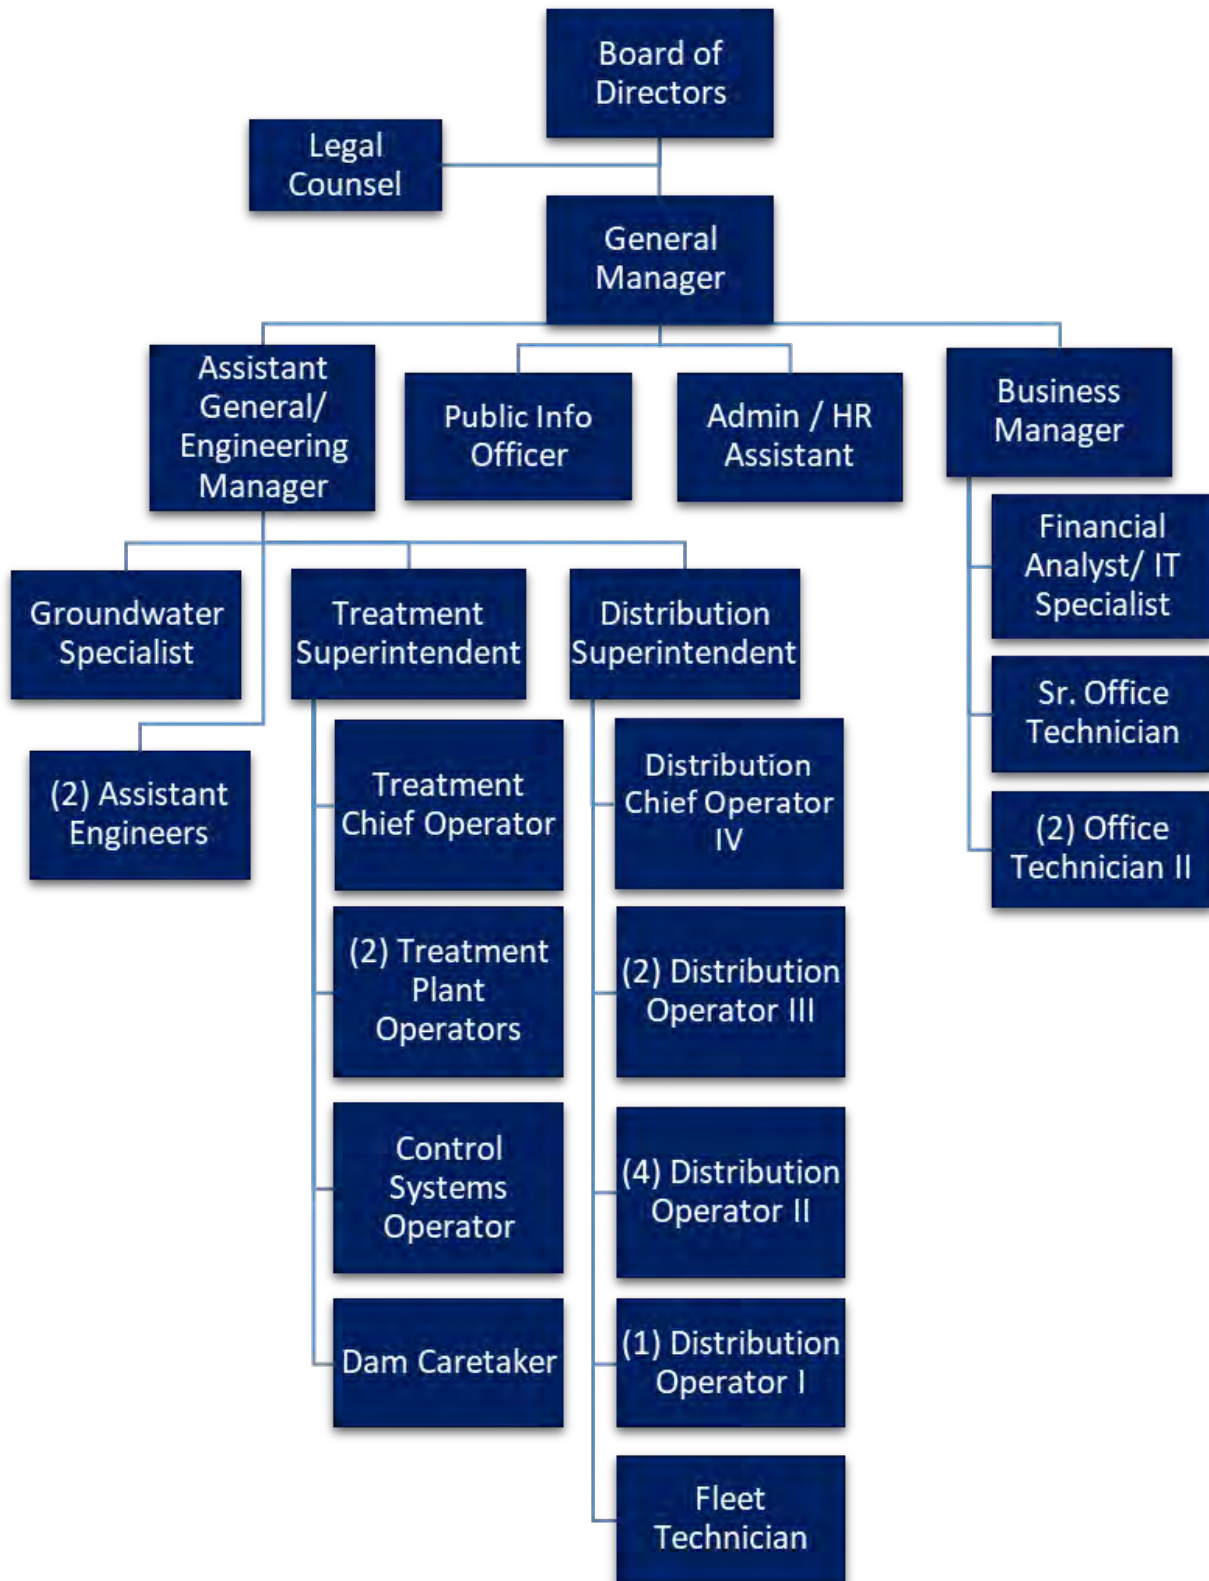 Board of
Directors
Legal
Counsel
General
Manager
Assistant
General/
Engineering
Manager
Public Info
Officer
Admin / HR
Assistant
Business
Manager
Groundwater
Specialist
(2) Assistant
Engineers
Treatment
Superintendent
Treatment
Chief Operator
(2) Treatment
Plant
Operators
Control
Systems
Operator
Dam Caretaker
Distribution
Superintendent
Distribution
Chief Operator
IV
(2) Distribution
Operator III
(4) Distribution
Operator II
(1) Distribution
Operator I
Fleet
Technician
Financial
Analyst/ IT
Specialist
Sr. Office
Technician
(2) Office
Technician II